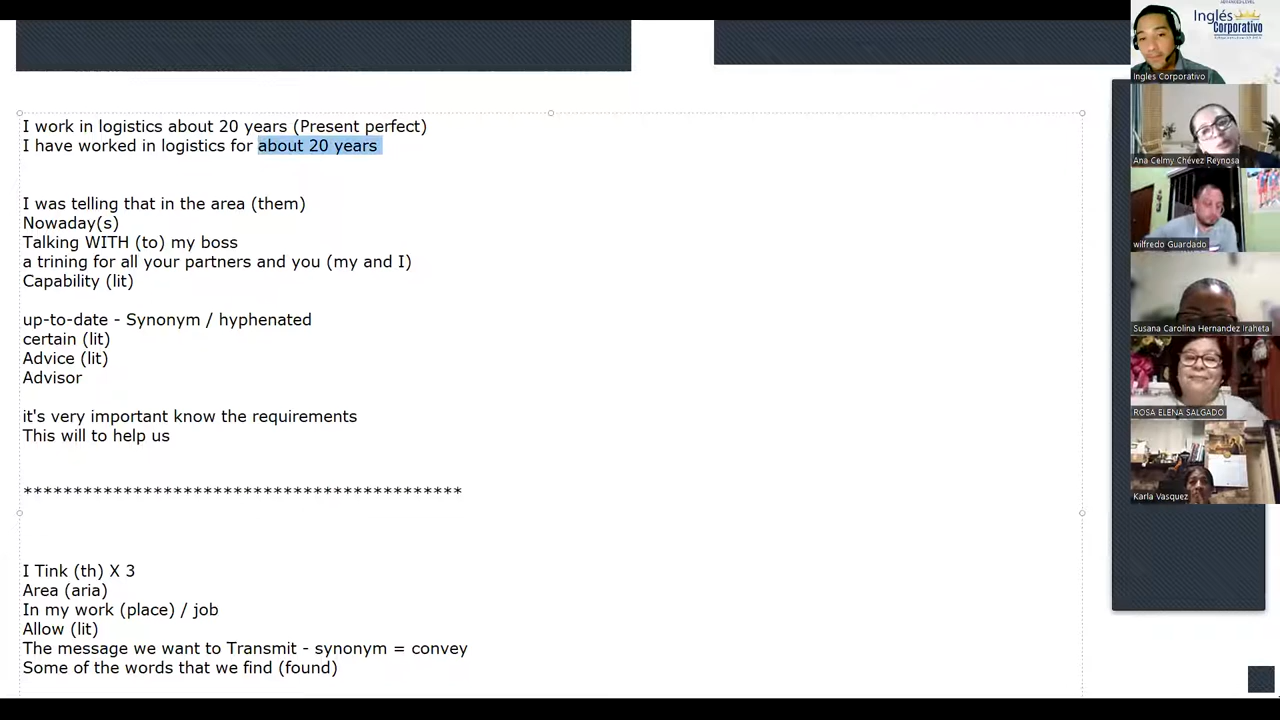 I work in logistics about 20 years (Present perfect)
I have worked in logistics for about 20 years
I was telling that in the area (them)
Nowaday(s)
Talking WITH (to) my boss
a trining for all your partners and you (my and I)
Capability (lit)
up-to-date - Synonym / hyphenated
certain (lit)
Advice (lit)
Advisor
it's very important know the requirements
This will to help us
********************************************
I Tink (th) X 3
Area (aria)
In my work (place) / job
Allow (lit)
The message we want to Transmit - synonym = convey
Some of the words that we find (found)
Inglés
Corporativo
Ingles Corporativo
Ana Celmy Chévez Reynosa
wilfredo Guardado
Susana Carolina Hernandez Iraheta
ROSA ELENA SALGADO
Karla Vasquez